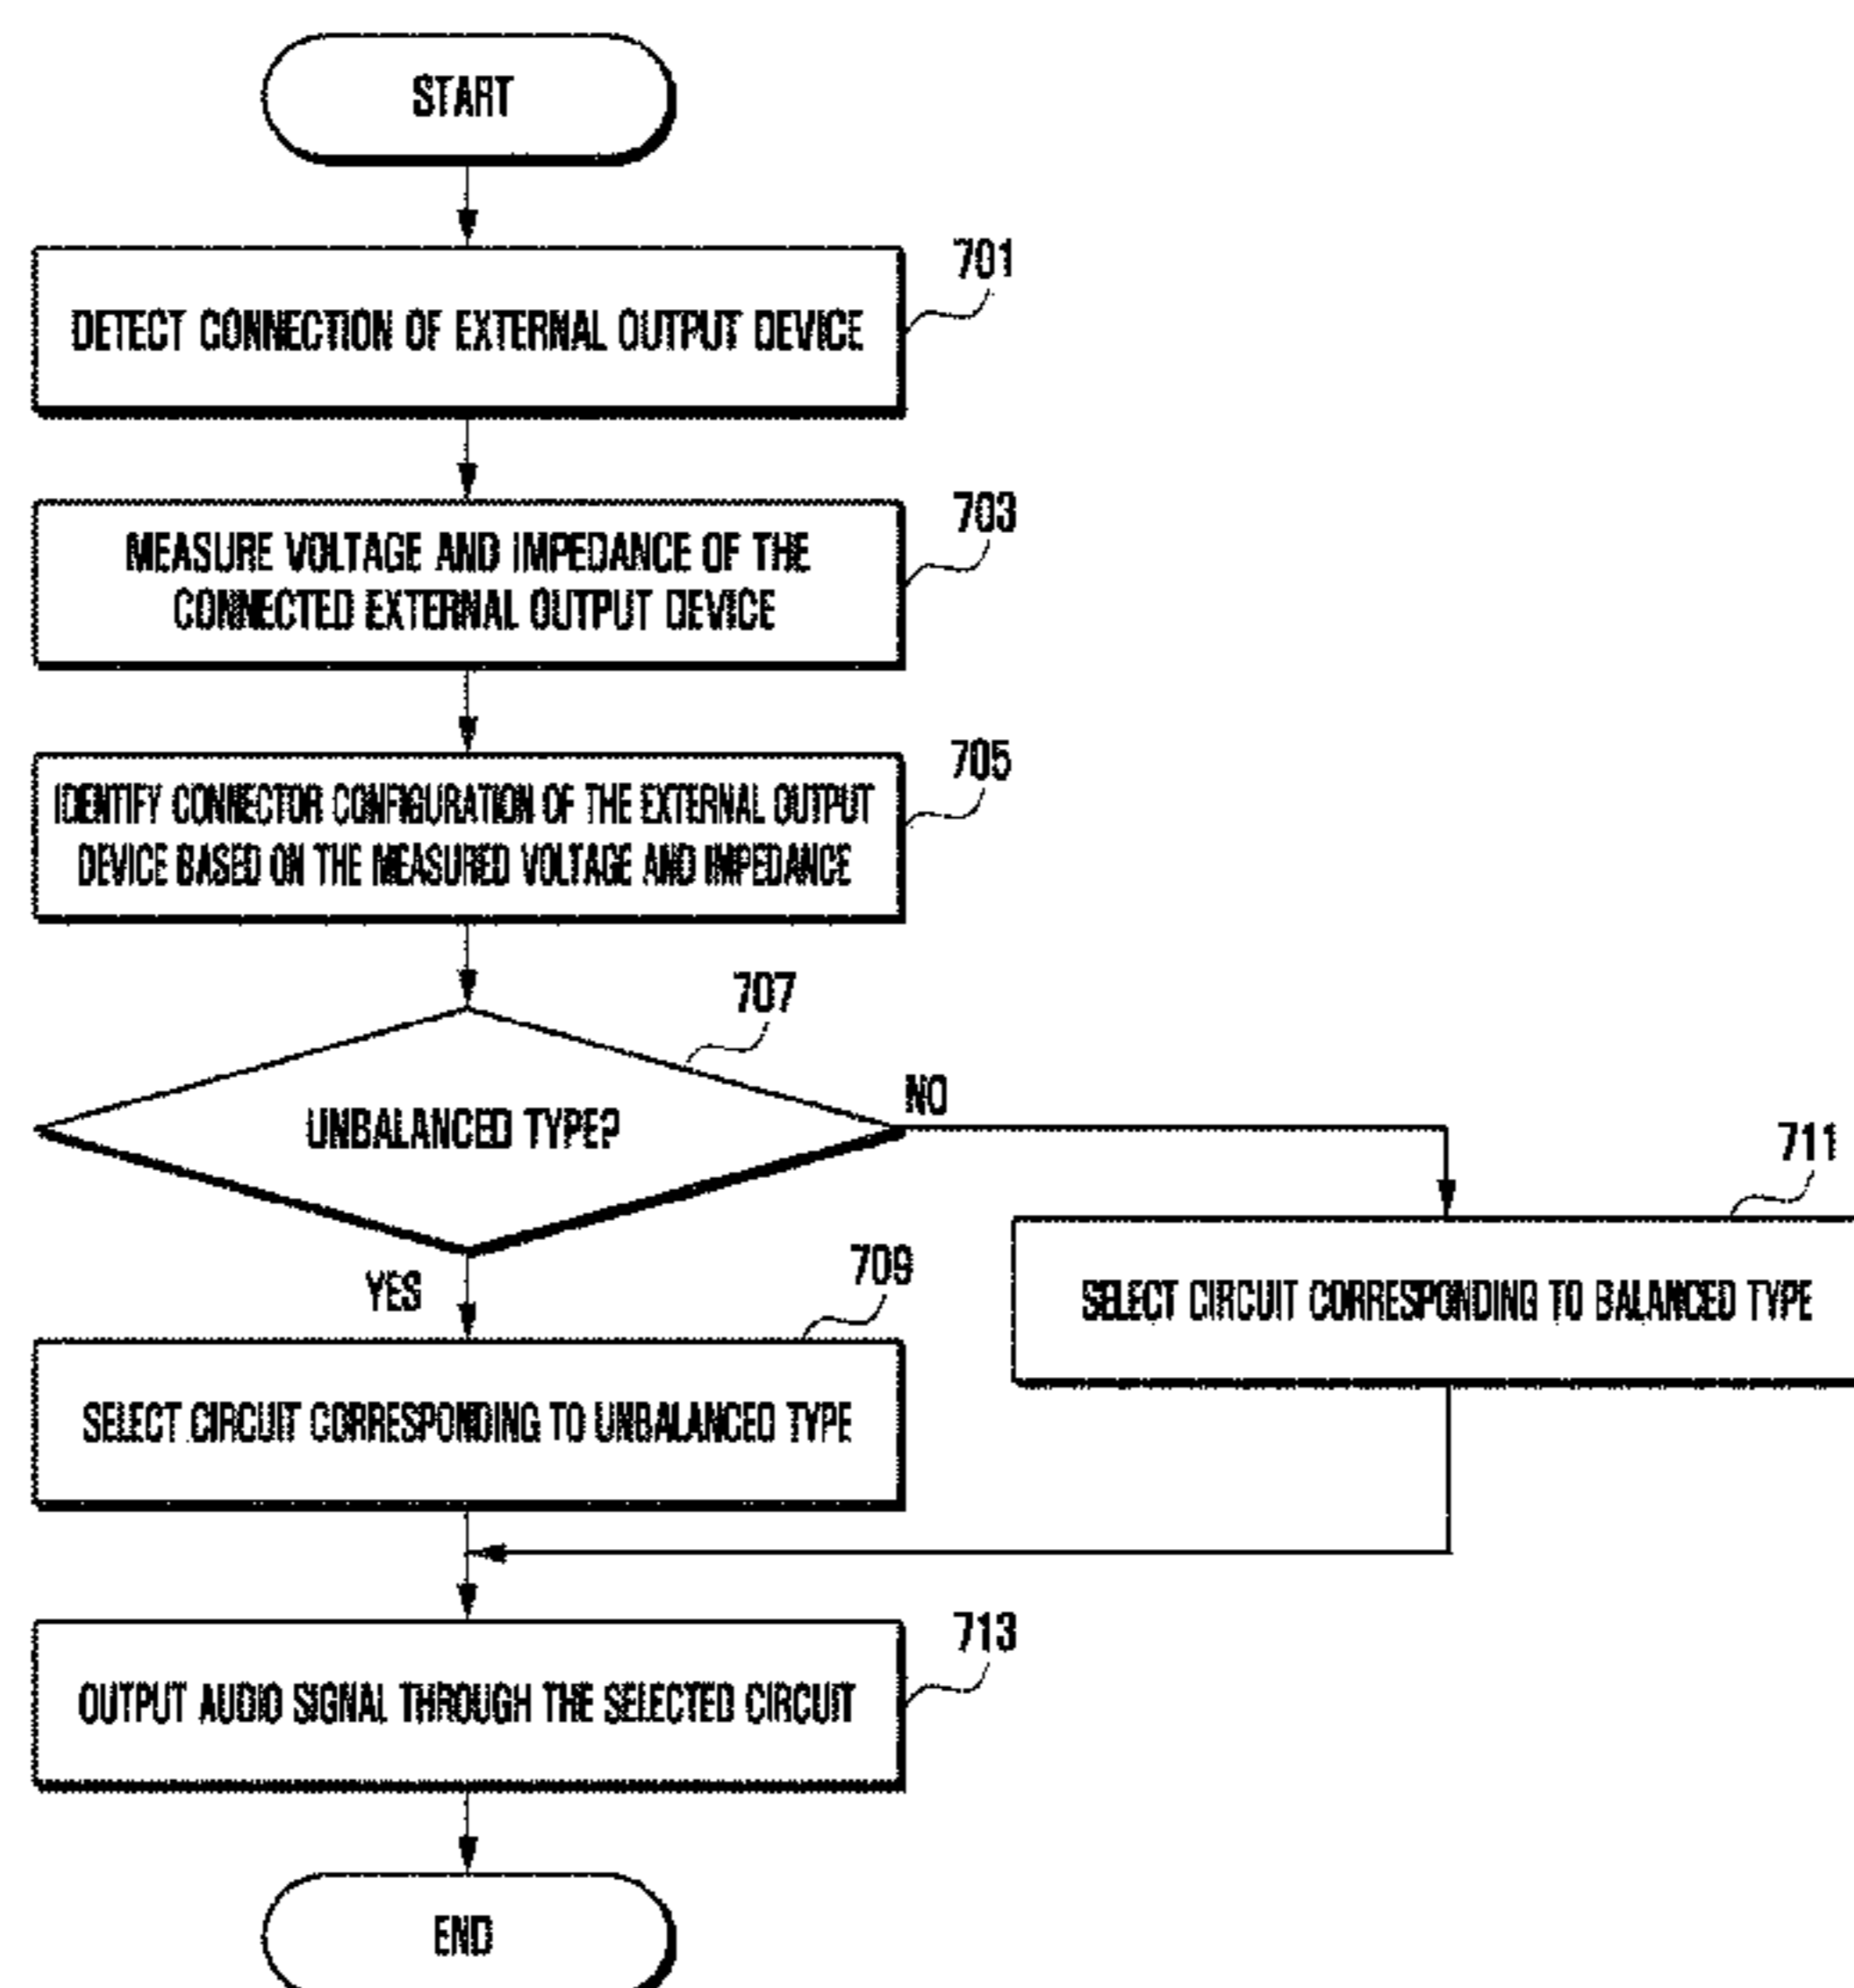 START
701
DETECT CONNECTION OF EXTERNAL OUTPUT DEVICE
703
MEASURE VOLTAGE AND IMPEDANCE OF THE
CONNECTED EXTERNAL OUTPUT DEVICE
705
IDENTIFY CONNECTOR CONFIGURATION OF THE EXTERNAL OUTPUT
DEVICE BASED ON THE MEASURED VOLTAGE AND IMPEDANCE
707
UNBALANCED TYPE?
NO
YES
711
SELECT CIRCUIT CORRESPONDING TO BALANCED TYPE
709
SELECT CIRCUIT CORRESPONDING TO UNBALANCED TYPE
713
OUTPUT AUDIO SIGNAL THROUGH THE SELECTED CIRCUIT
END